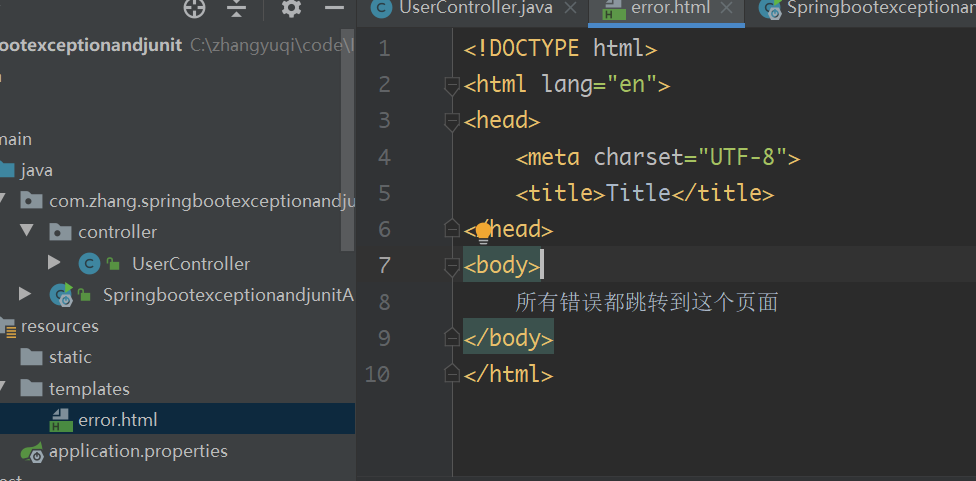 UserController.java
error.html
Springbootexceptionan
bootexceptionandjunit C:\zhangyuqi\code\
main
java
com.zhang.springbootexceptionandju
controller
UserController
SpringbootexceptionandjunitA
resources
static
templates
error.html
application.properties
1 <!DOCTYPE html>
2 <html lang="en">
3 <head>
4 <meta charset="UTF-8">
5 <title>Title</title>
6 </head>
7 <body>
8 所有错误都跳转到这个页面
9 </body>
10 </html>